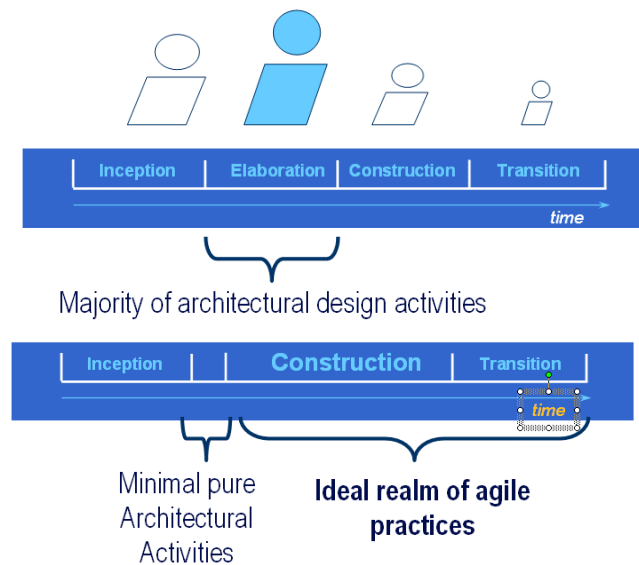 Inception Elaboration Construction Transition
time
Majority of architectural design activities
Inception Construction Transition
time
Minimal pure
Architectural
Activities
Ideal realm of agile
practices